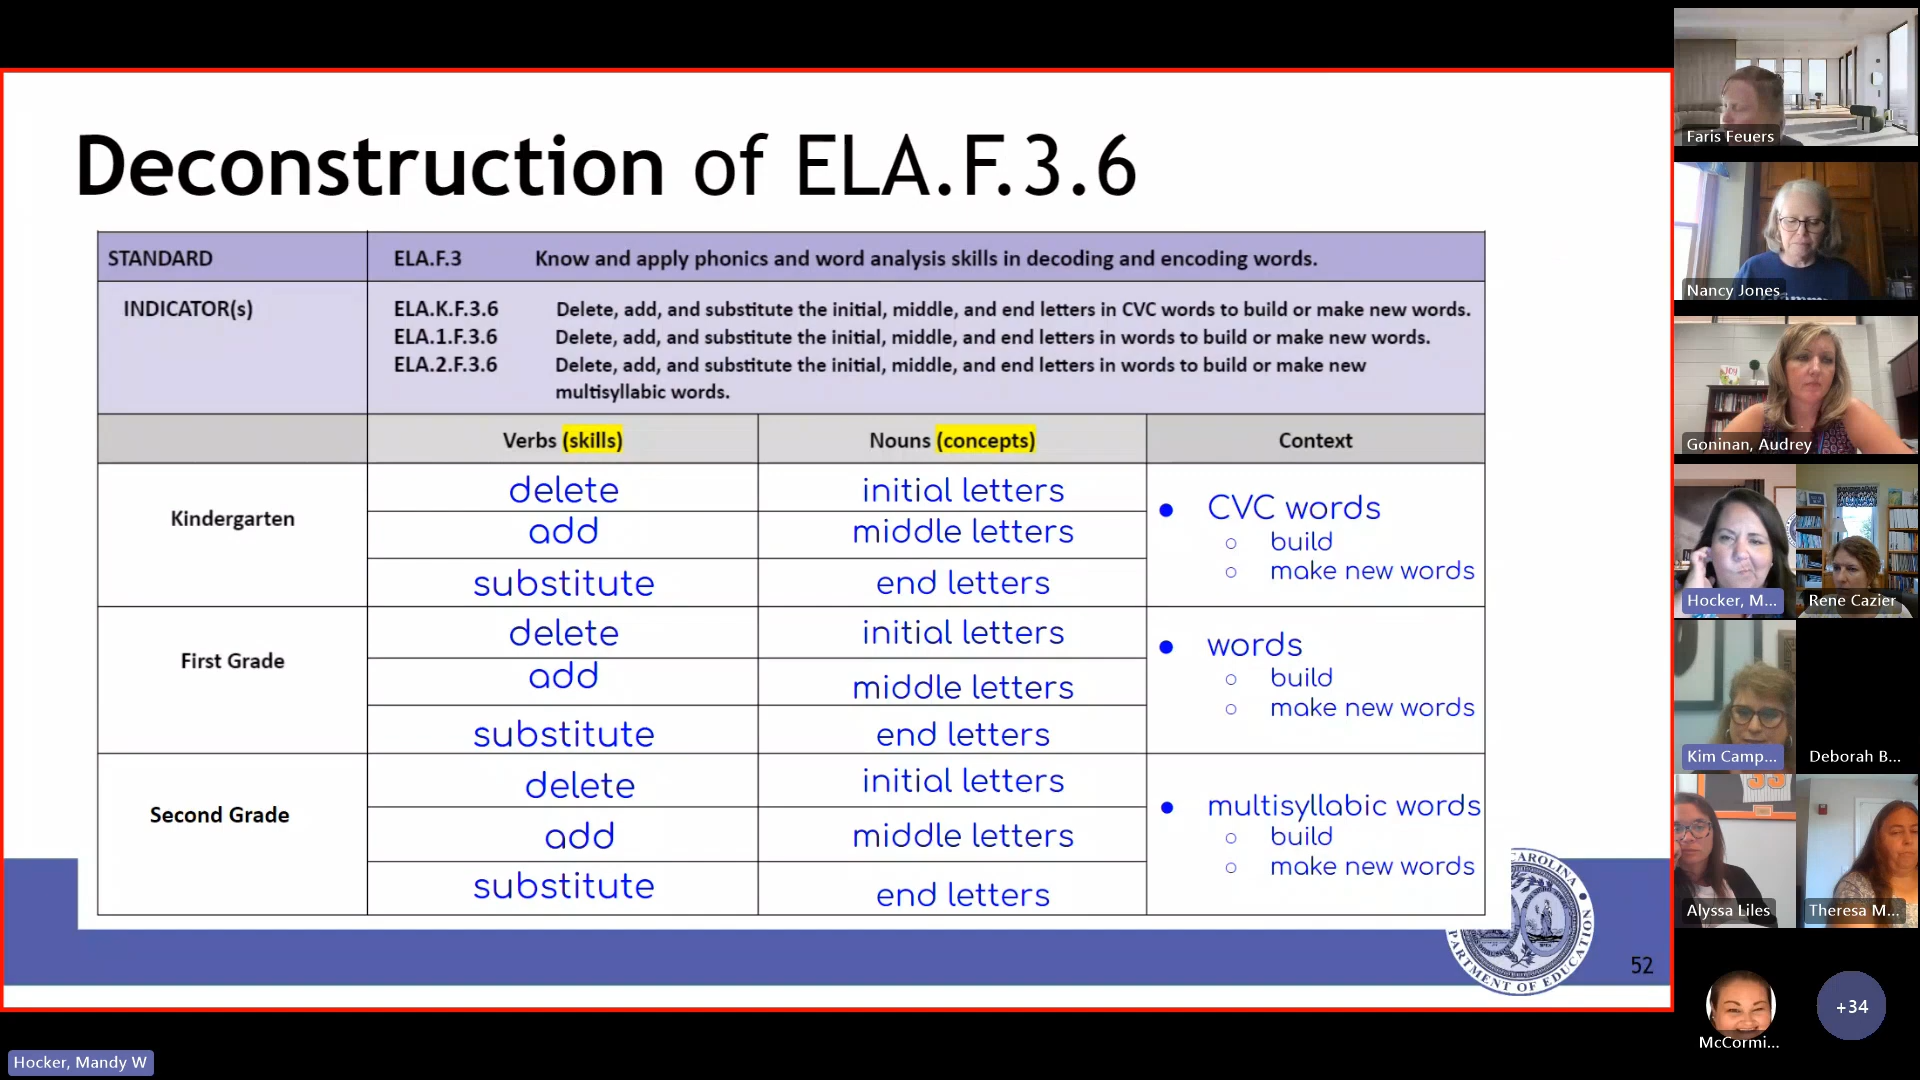 Deconstruction of ELA.F.3.6
STANDARD ELA.F.3 Know and apply phonics and word analysis skills in decoding and encoding words.
INDICATOR(s) ELA.K.F.3.6 Delete, add, and substitute the initial, middle, and end letters in CVC words to build or make new words.
ELA.1.F.3.6 Delete, add, and substitute the initial, middle, and end letters in words to build or make new words.
ELA.2.F.3.6 Delete, add, and substitute the initial, middle, and end letters in words to build or make new
multisyllabic words.
Verbs (skills) Nouns (concepts) Context
Kindergarten
delete initial letters
add middle letters
substitute end letters
• CVC words
○ build
○ make new words
First Grade
delete initial letters
add middle letters
substitute end letters
• words
○ build
○ make new words
Second Grade
delete initial letters
add middle letters
substitute end letters
• multisyllabic words
○ build
○ make new words
CAROLINA
PARTMENT OF EDUCATION
52
Hocker, Mandy W
Faris Feuers
Nancy Jones
Goninan, Audrey
Hocker, M... Rene Cazier
Kim Camp... Deborah B...
Alyssa Liles Theresa M...
McCormi... +34